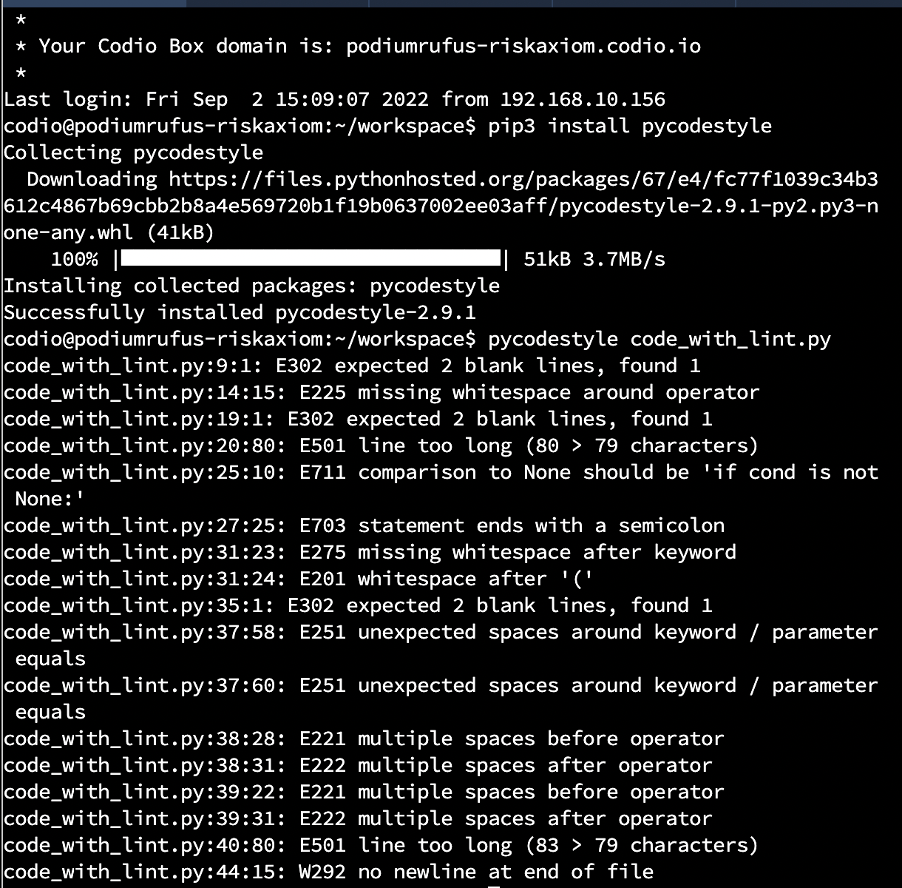 *
* Your Codio Box domain is: podiumrufus-riskaxiom.codio.io
*
Last login: Fri Sep  2 15:09:07 2022 from 192.168.10.156
codio@podiumrufus-riskaxiom:~/workspace$ pip3 install pycodestyle
Collecting pycodestyle
  Downloading https://files.pythonhosted.org/packages/67/e4/fc77f1039c34b3
612c4867b69cbb2b8a4e569720b1f19b0637002ee03aff/pycodestyle-2.9.1-py2.py3-n
one-any.whl (41kB)
    100% |████████████████████████████████| 51kB 3.7MB/s
Installing collected packages: pycodestyle
Successfully installed pycodestyle-2.9.1
codio@podiumrufus-riskaxiom:~/workspace$ pycodestyle code_with_lint.py
code_with_lint.py:9:1: E302 expected 2 blank lines, found 1
code_with_lint.py:14:15: E225 missing whitespace around operator
code_with_lint.py:19:1: E302 expected 2 blank lines, found 1
code_with_lint.py:20:80: E501 line too long (80 > 79 characters)
code_with_lint.py:25:10: E711 comparison to None should be 'if cond is not
 None:'
code_with_lint.py:27:25: E703 statement ends with a semicolon
code_with_lint.py:31:23: E275 missing whitespace after keyword
code_with_lint.py:31:24: E201 whitespace after '('
code_with_lint.py:35:1: E302 expected 2 blank lines, found 1
code_with_lint.py:37:58: E251 unexpected spaces around keyword / parameter
 equals
code_with_lint.py:37:60: E251 unexpected spaces around keyword / parameter
 equals
code_with_lint.py:38:28: E221 multiple spaces before operator
code_with_lint.py:38:31: E222 multiple spaces after operator
code_with_lint.py:39:22: E221 multiple spaces before operator
code_with_lint.py:39:31: E222 multiple spaces after operator
code_with_lint.py:40:80: E501 line too long (83 > 79 characters)
code_with_lint.py:44:15: W292 no newline at end of file